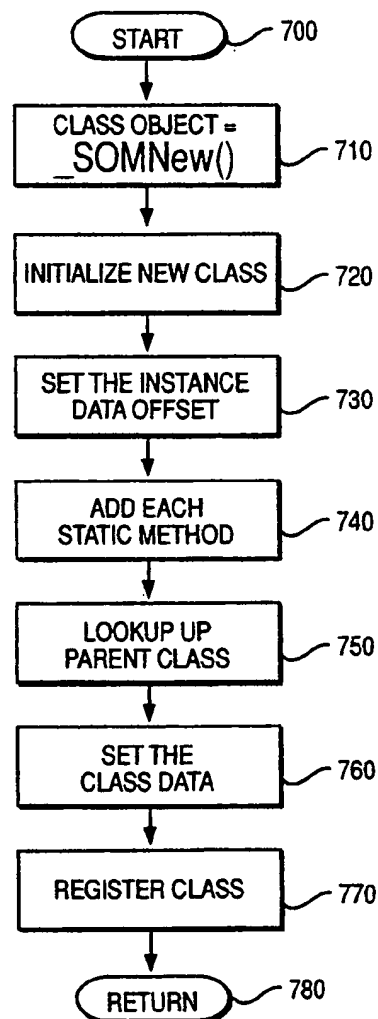 START
700
CLASS OBJECT =
_SOMNew()
710
INITIALIZE NEW CLASS
720
SET THE INSTANCE
DATA OFFSET
730
ADD EACH
STATIC METHOD
740
LOOKUP UP
PARENT CLASS
750
SET THE
CLASS DATA
760
REGISTER CLASS
770
RETURN
780